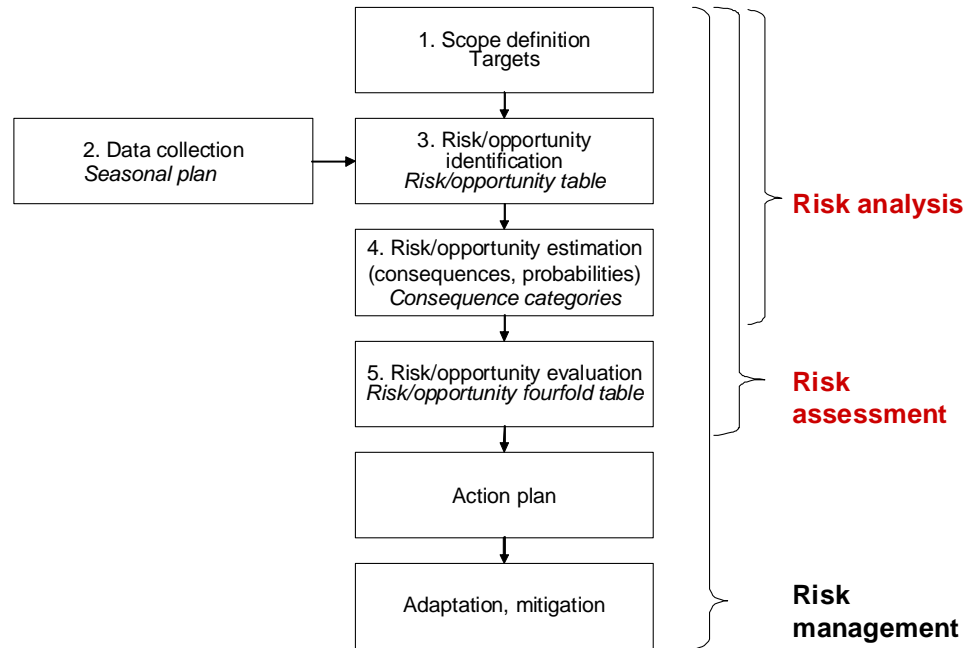 1. Scope definition
Targets
2. Data collection
Seasonal plan
3. Risk/opportunity
identification
Risk/opportunity table
4. Risk/opportunity estimation
(consequences, probabilities)
Consequence categories
5. Risk/opportunity evaluation
Risk/opportunity fourfold table
Action plan
Adaptation, mitigation
Risk analysis
Risk
assessment
Risk
management